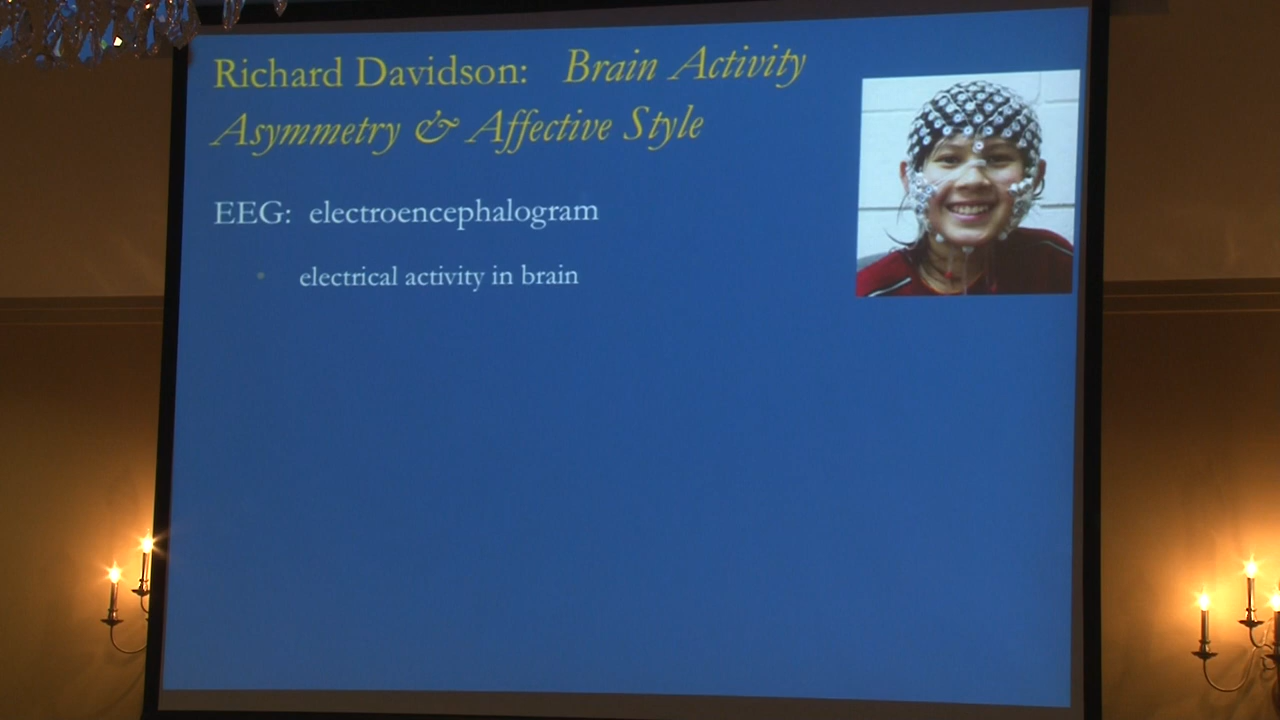 Richard Davidson: Brain Activity
Asymmetry & Affective Style
EEG: electroencephalogram
• electrical activity in brain